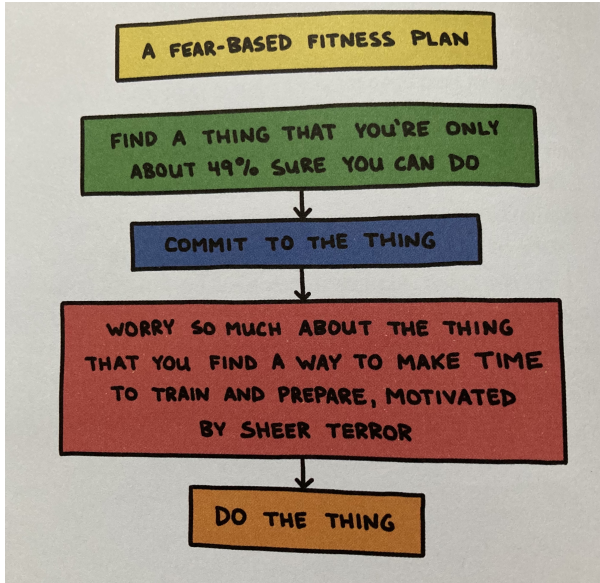 A FEAR-BASED FITNESS PLAN
FIND A THING THAT YOU'RE ONLY
ABOUT 49% SURE YOU CAN DO
COMMIT TO THE THING
WORRY SO MUCH ABOUT THE THING
THAT YOU FIND A WAY TO MAKE TIME
TO TRAIN AND PREPARE, MOTIVATED
BY SHEER TERROR
DO THE THING